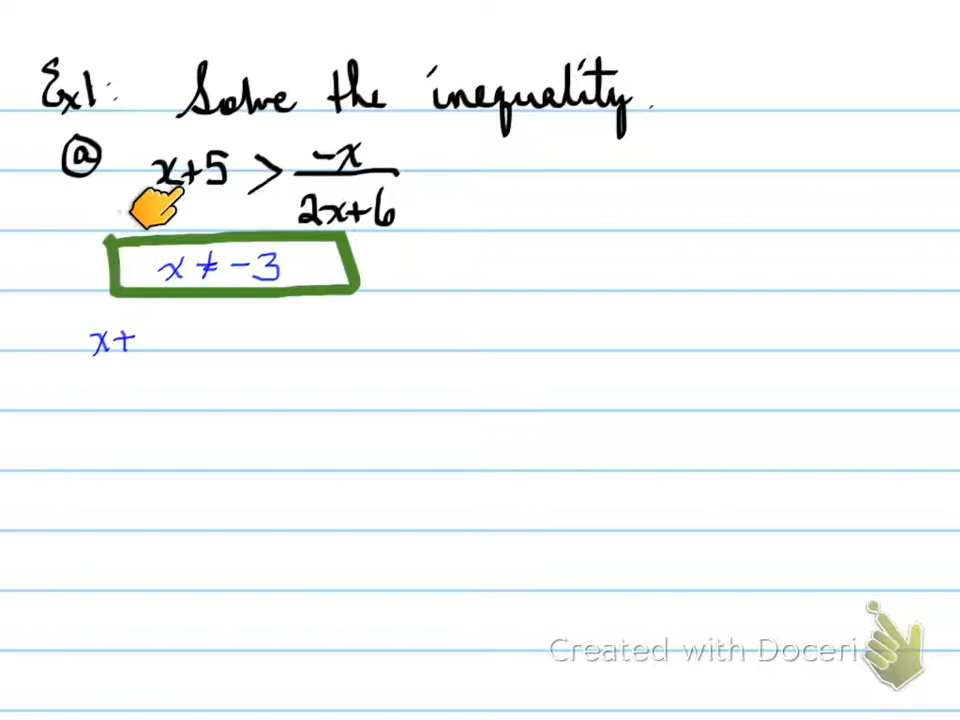 Ex1: Solve the inequality.
ⓐ x+5 > -x/(2x+6)
x ≠ -3
x+
Created with Doceri